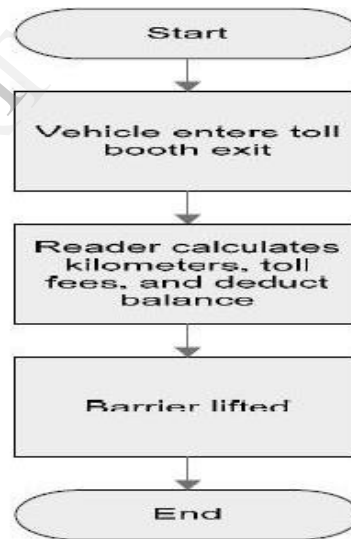 Start
Vehicle enters toll
booth exit
Reader calculates
kilometers, toll
fees, and deduct
balance
Barrier lifted
End